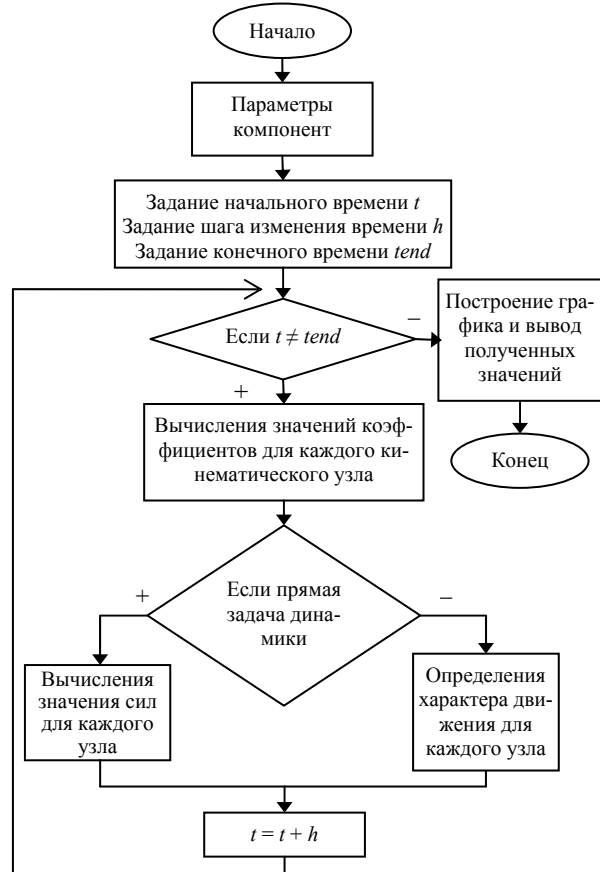 Начало
Параметры
компонент
Задание начального времени t
Задание шага изменения времени h
Задание конечного времени tend
Если t ≠ tend
–
Построение гра-
фика и вывод
полученных
значений
+
Вычисления значений коэф-
фициентов для каждого ки-
нематического узла
Конец
Если прямая
задача дина-
мики
+
–
Вычисления
значения сил
для каждого
узла
Определения
характера дви-
жения для
каждого узла
t = t + h